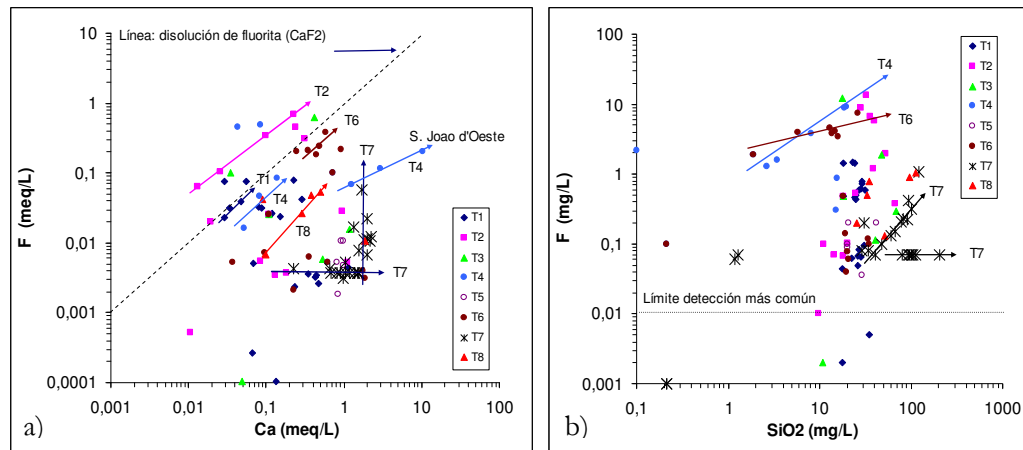 Línea: disolución de fluorita (CaF2)
10
1
0,1
0,01
0,001
0,0001
F (meq/L)
T2
T6
S. Joao d'Oeste
T7
T4
T1
T4
T8
T7
T1
T2
T3
T4
T5
T6
T7
T8
0,001
0,01
0,1
1
10
100
Ca (meq/L)
a)
100
10
1
0,1
0,01
0,001
F (mg/L)
T4
T6
T7
T7
Límite detección más común
T1
T2
T3
T4
T5
T6
T7
T8
0,1
1
10
100
1000
SiO2 (mg/L)
b)